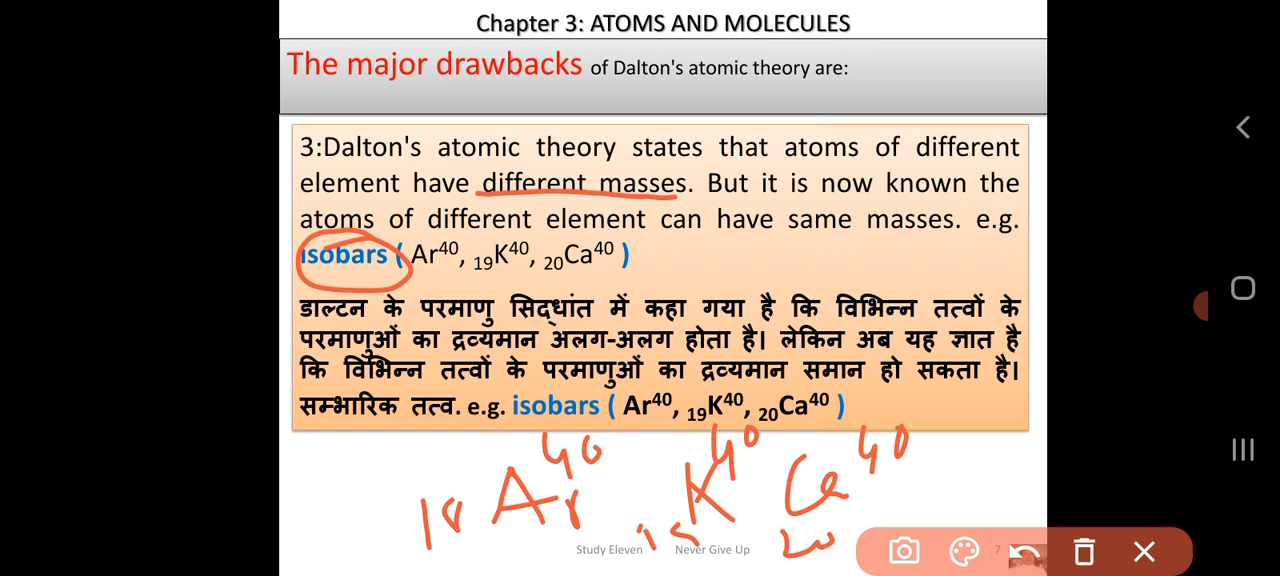 Chapter 3: ATOMS AND MOLECULES
The major drawbacks of Dalton's atomic theory are:
3:Dalton's atomic theory states that atoms of different
element have different masses. But it is now known the
atoms of different element can have same masses. e.g.
isobars ( Ar⁴⁰, ₁₉K⁴⁰, ₂₀Ca⁴⁰ )
डाल्टन के परमाणु सिद्धांत में कहा गया है कि विभिन्न तत्वों के
परमाणुओं का द्रव्यमान अलग-अलग होता है। लेकिन अब यह ज्ञात है
कि विभिन्न तत्वों के परमाणुओं का द्रव्यमान समान हो सकता है।
सम्भारिक तत्व. e.g. isobars ( Ar⁴⁰, ₁₉K⁴⁰, ₂₀Ca⁴⁰ )
₁₈Ar⁴⁰ K⁴⁰ ₂₀Ca⁴⁰
Study Eleven Never Give Up 7